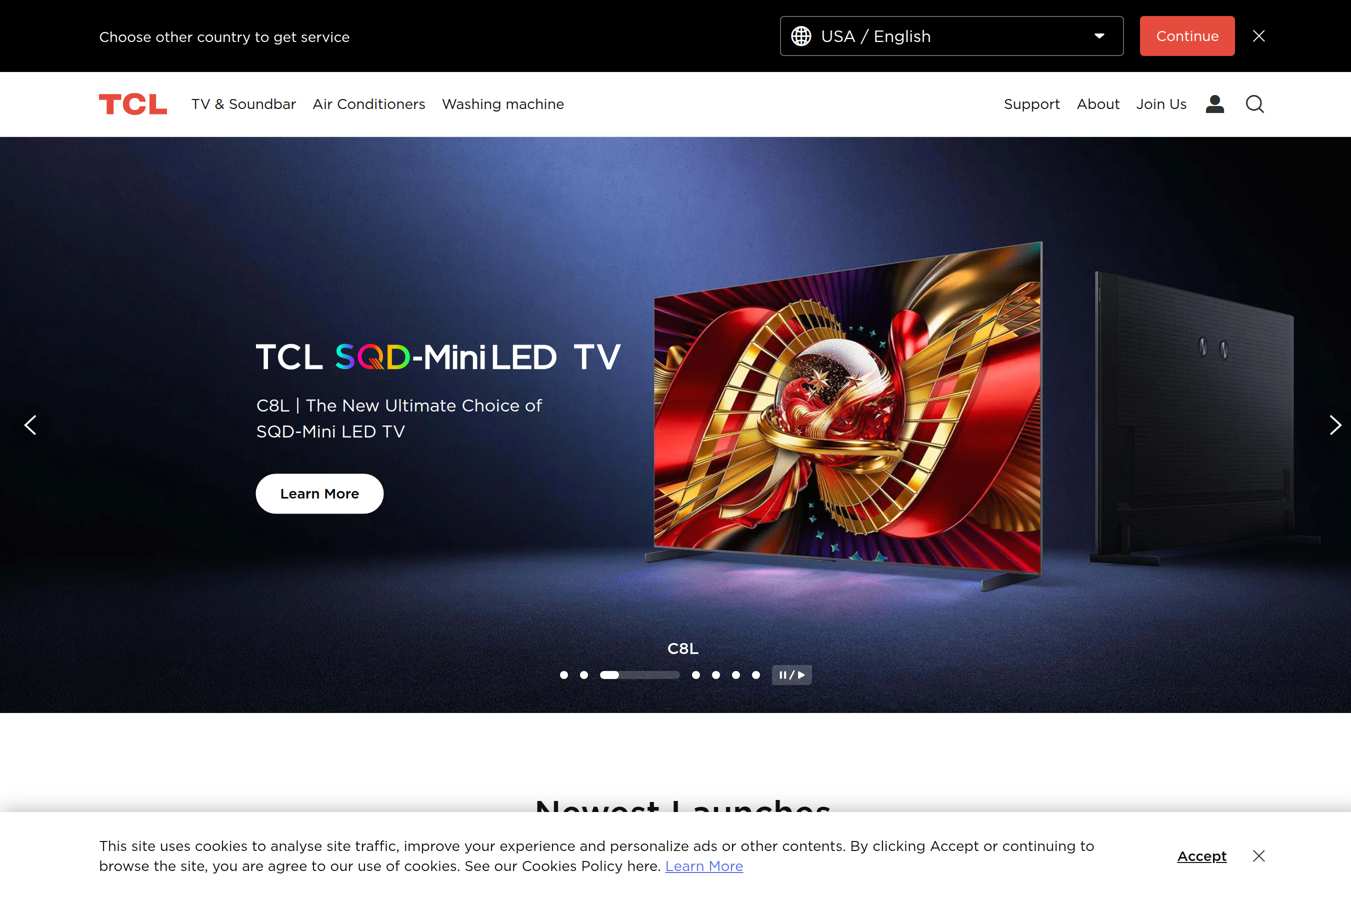 Choose other country to get service
USA / English
Continue
TCL
TV & Soundbar
Air Conditioners
Washing machine
Support
About
Join Us
TCL SQD-Mini LED TV
C8L | The New Ultimate Choice of
SQD-Mini LED TV
Learn More
C8L
Newest Launches
This site uses cookies to analyse site traffic, improve your experience and personalize ads or other contents. By clicking Accept or continuing to
browse the site, you are agree to our use of cookies. See our Cookies Policy here. Learn More
Accept